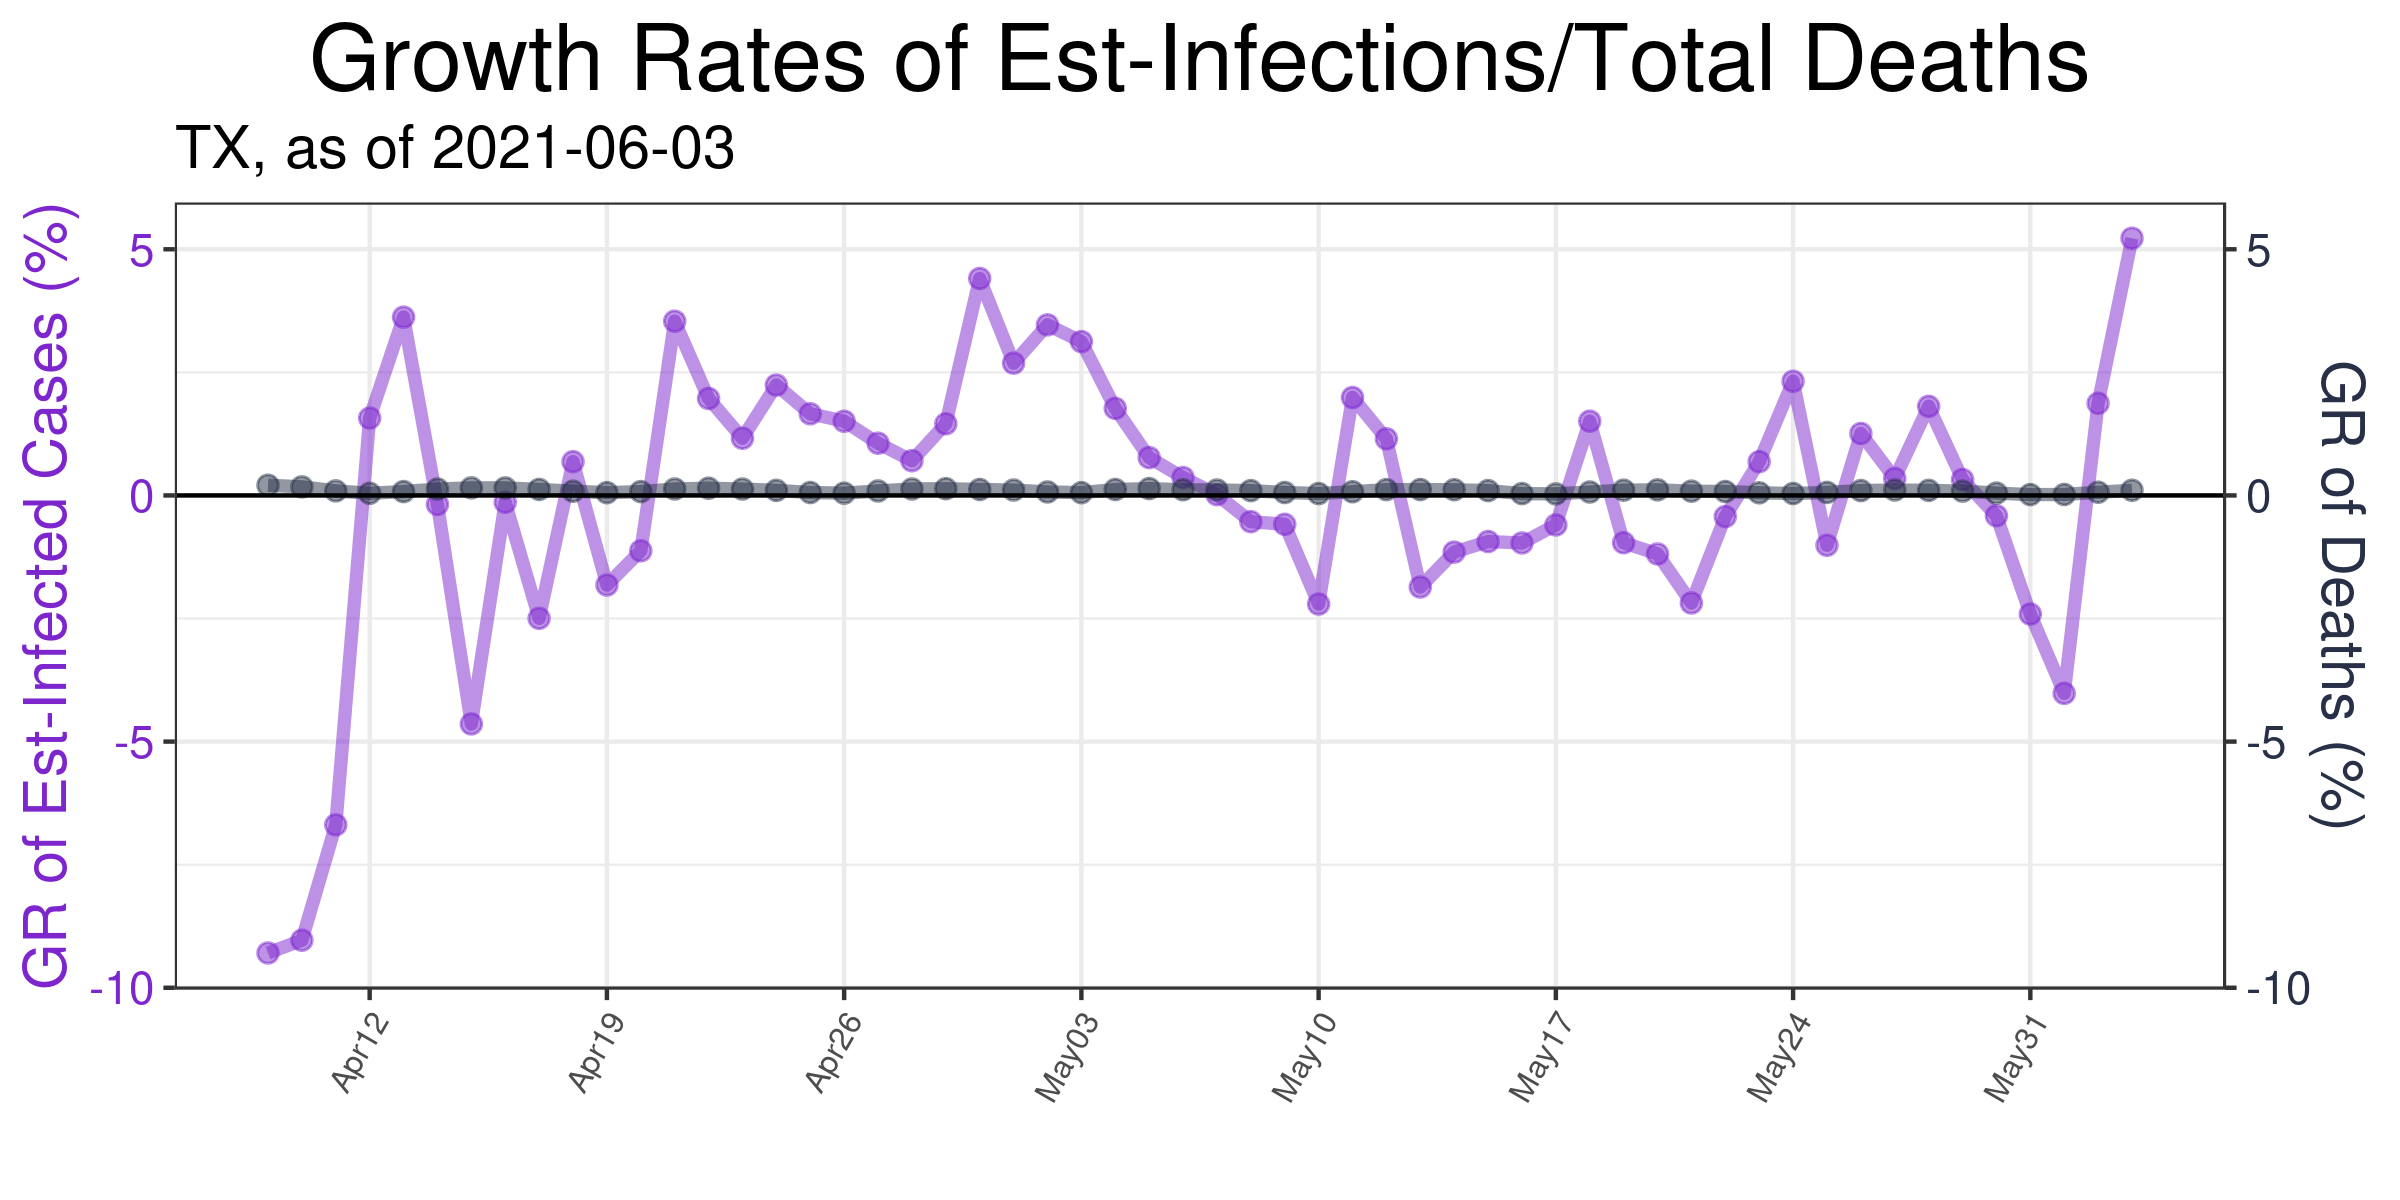 Growth Rates of Est-Infections/Total Deaths
TX, as of 2021-06-03
GR of Est-Infected Cases (%)
5
0
-5
-10
5
0
-5
-10
GR of Deaths (%)
Apr12
Apr19
Apr26
May03
May10
May17
May24
May31